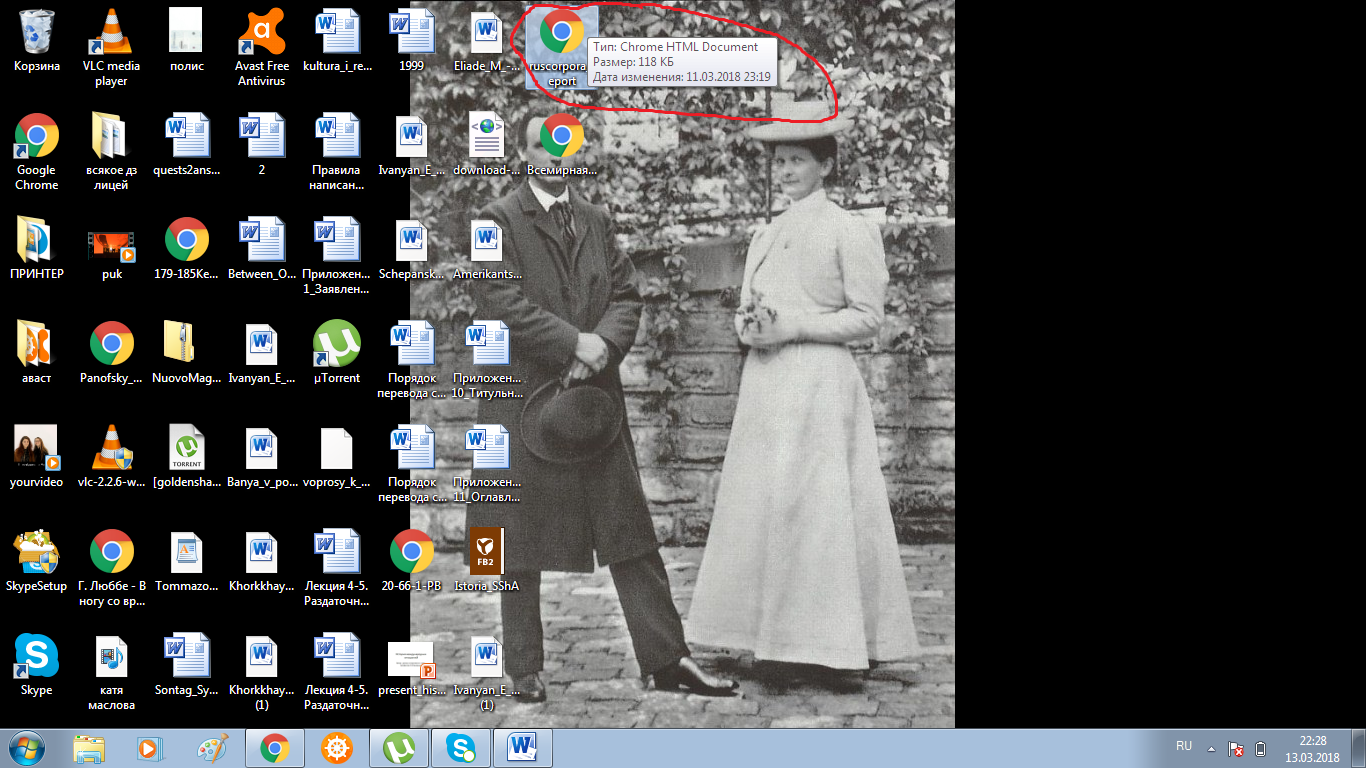 Корзина
VLC media
player
полис
Avast Free
Antivirus
kultura_i_re...
1999
Eliade_M_-...
ruscorpora
eport
Тип: Chrome HTML Document
Размер: 118 КБ
Дата изменения: 11.03.2018 23:19
Google
Chrome
всякое дз
лицей
quests2ans...
2
Правила
написан...
Ivanyan_E_...
download-...
Всемирная...
ПРИНТЕР
puk
179-185Ke...
Between_O...
Приложен...
1_Заявлен...
Schepansk...
Amerikants...
аваст
Panofsky_...
NuovoMag...
Ivanyan_E_...
µTorrent
Порядок
перевода с...
Приложен...
10_Титульн...
yourvideo
vlc-2.2.6-w...
TORRENT
[goldensha...
Banya_v_po...
voprosy_k_...
Порядок
перевода с...
Приложен...
11_Оглавл...
SkypeSetup
Г. Люббе - В
ногу со вр...
Tommazo...
Khorkkhay...
Лекция 4-5.
Раздаточн...
20-66-1-PB
FB2
Istoria_SShA
Skype
катя
маслова
Sontag_Sy...
Khorkkhay...
(1)
Лекция 4-5.
Раздаточн...
present_his...
Ivanyan_E_...
(1)
RU
22:28
13.03.2018